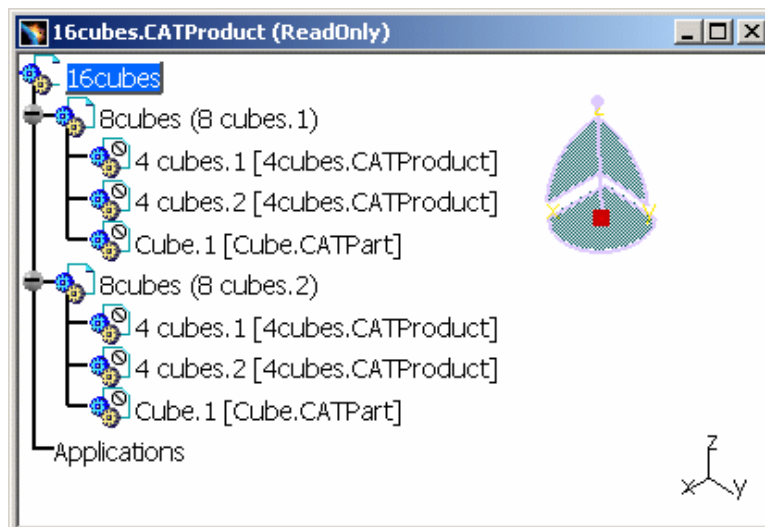 16cubes.CATProduct (ReadOnly)
16cubes
8cubes (8 cubes.1)
4 cubes.1 [4cubes.CATProduct]
4 cubes.2 [4cubes.CATProduct]
Cube.1 [Cube.CATPart]
8cubes (8 cubes.2)
4 cubes.1 [4cubes.CATProduct]
4 cubes.2 [4cubes.CATProduct]
Cube.1 [Cube.CATPart]
Applications
z
x y
z
x y